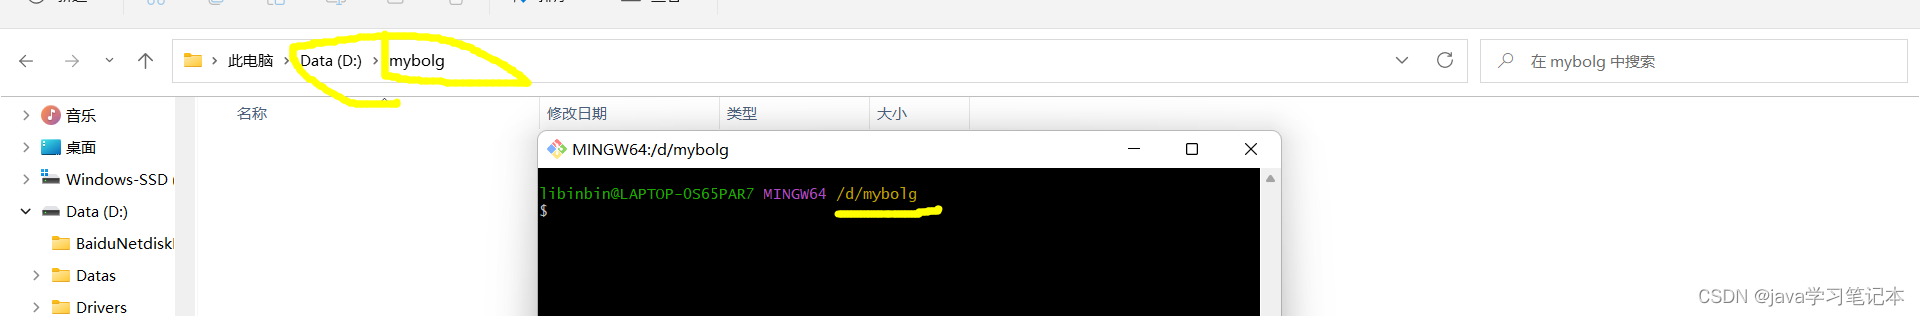 此电脑 Data (D:) mybolg
在 mybolg 中搜索
名称 修改日期 类型 大小
音乐
桌面
Windows-SSD (
Data (D:)
BaiduNetdisk
Datas
Drivers
MINGW64:/d/mybolg
libinbin@LAPTOP-OS65PAR7 MINGW64 /d/mybolg
$
CSDN @java学习笔记本